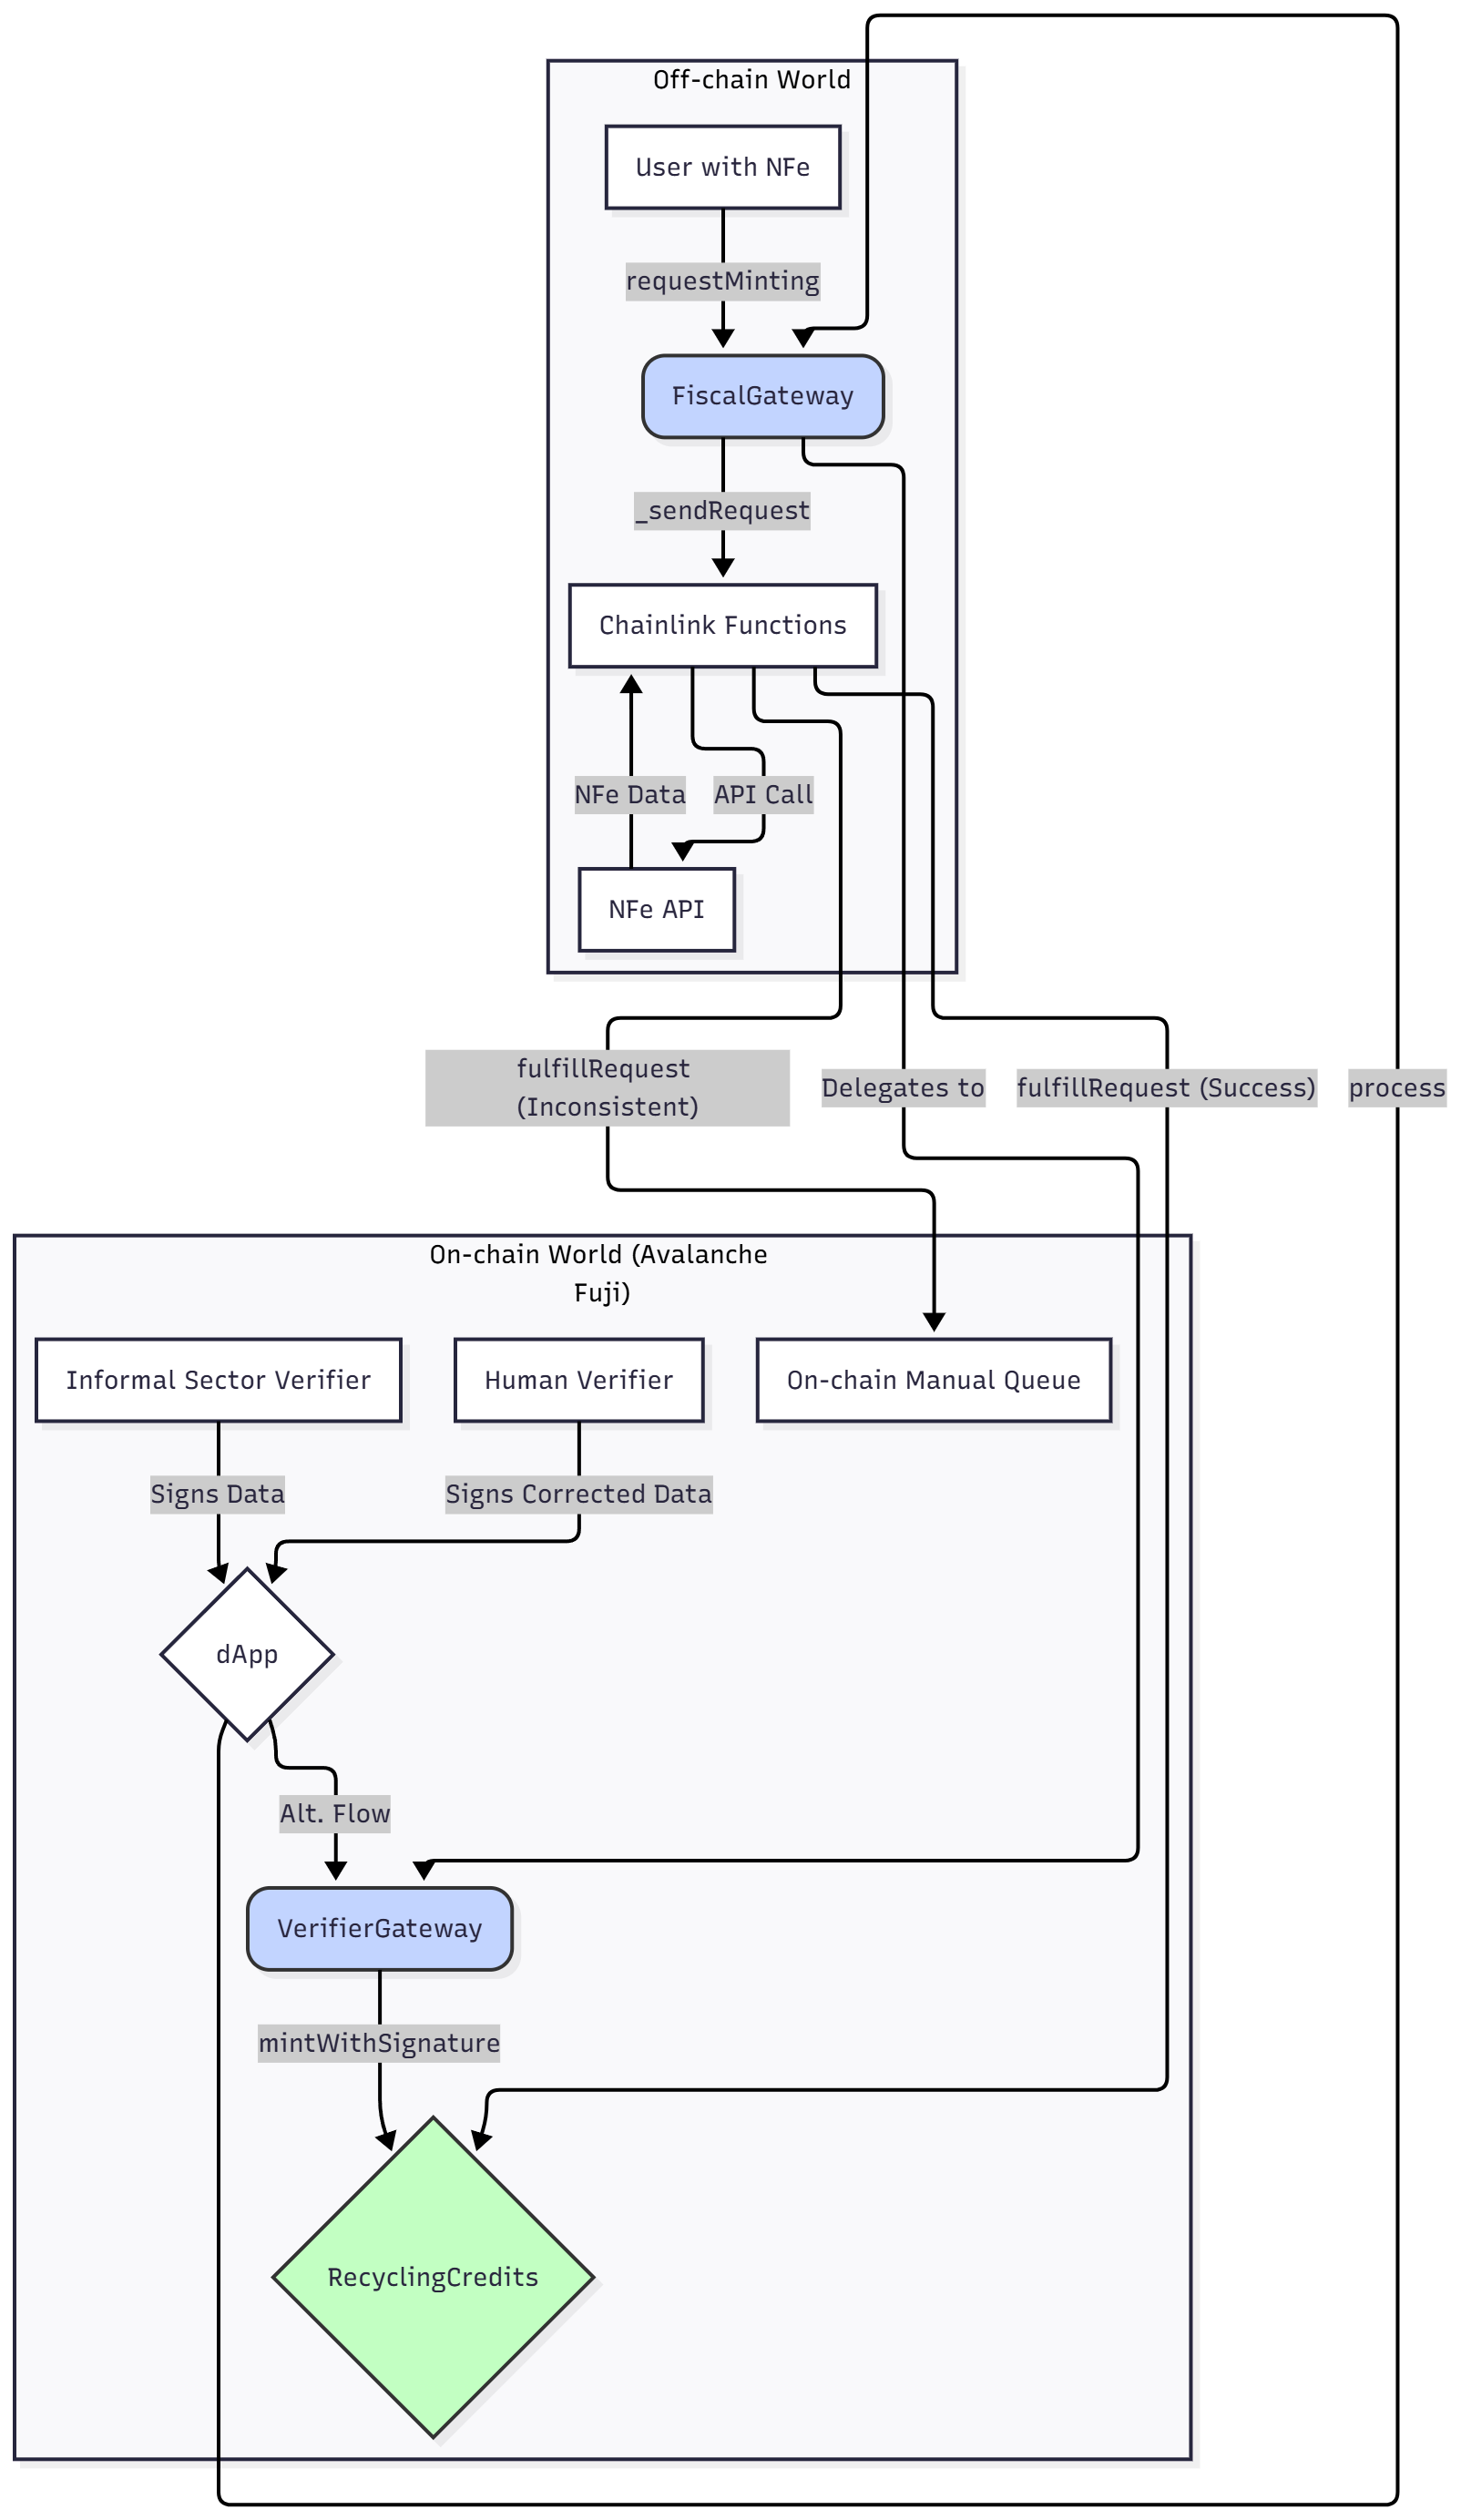 Off-chain World
User with NFe
requestMinting
FiscalGateway
_sendRequest
Chainlink Functions
NFe Data
API Call
NFe API
fulfillRequest
(Inconsistent)
Delegates to
fulfillRequest (Success)
process
On-chain World (Avalanche
Fuji)
Informal Sector Verifier
Human Verifier
On-chain Manual Queue
Signs Data
Signs Corrected Data
dApp
Alt. Flow
VerifierGateway
mintWithSignature
RecyclingCredits